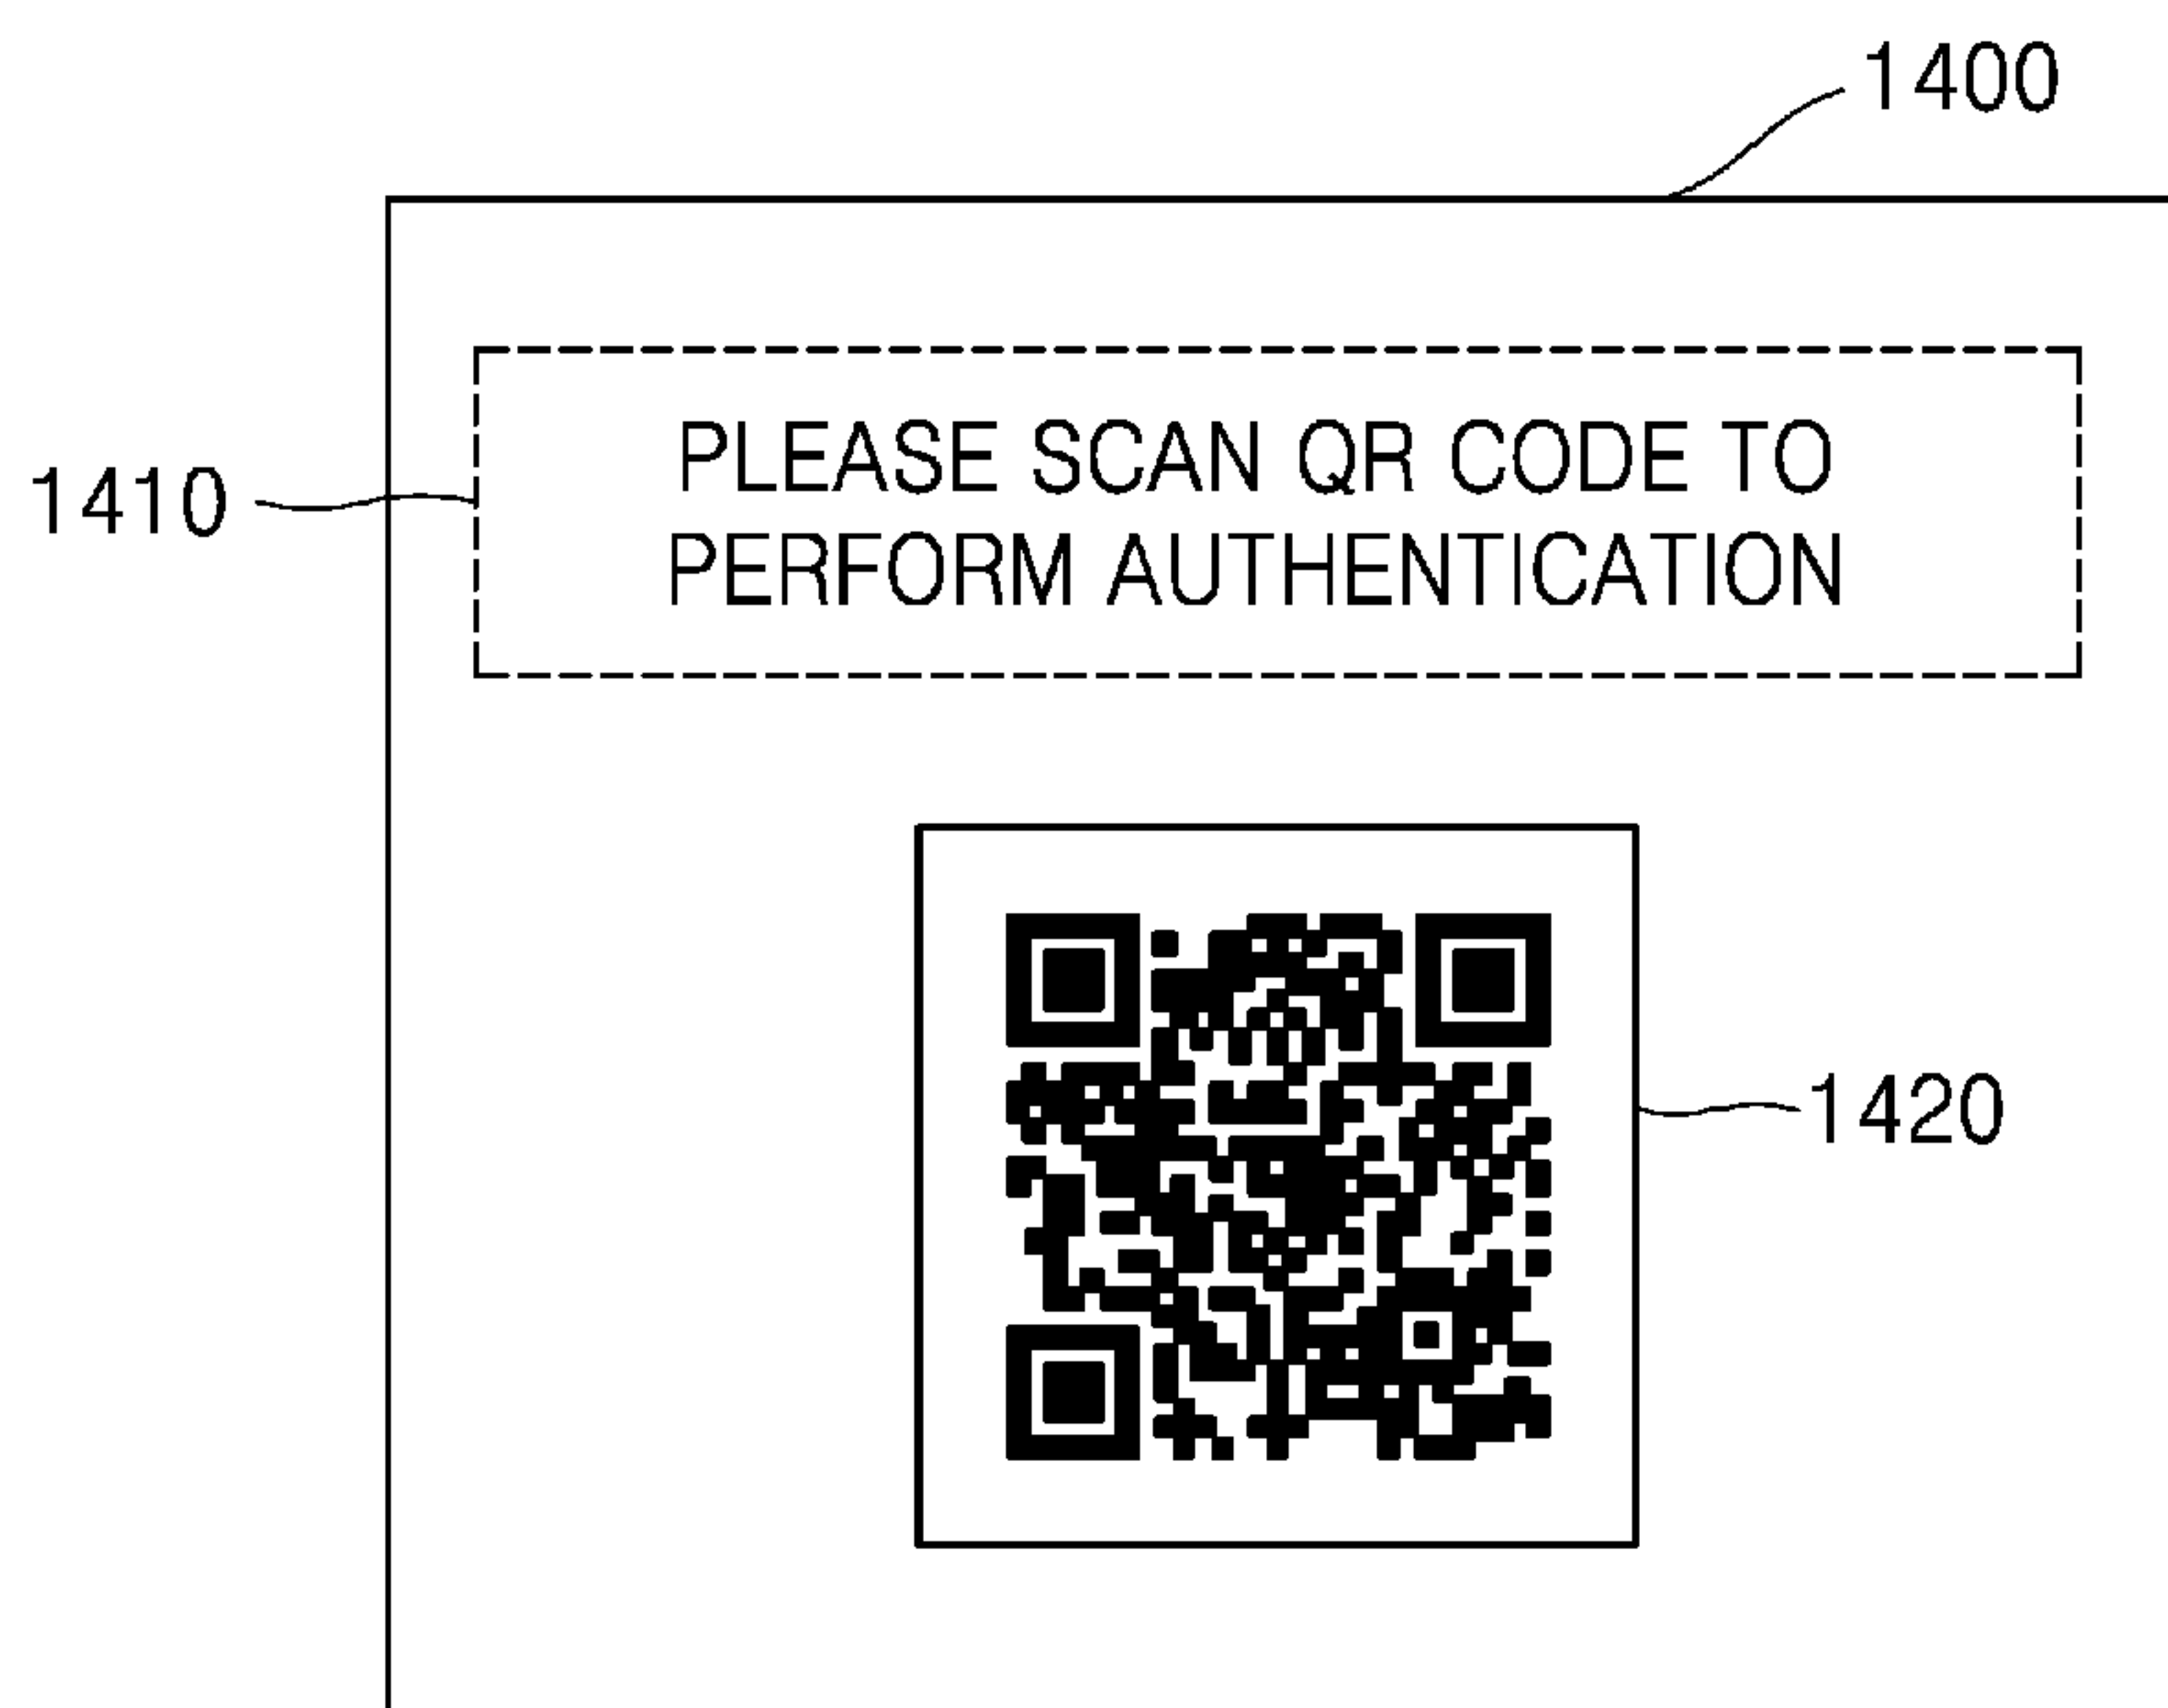 1400
PLEASE SCAN QR CODE TO
1410
PERFORM AUTHENTICATION
1420